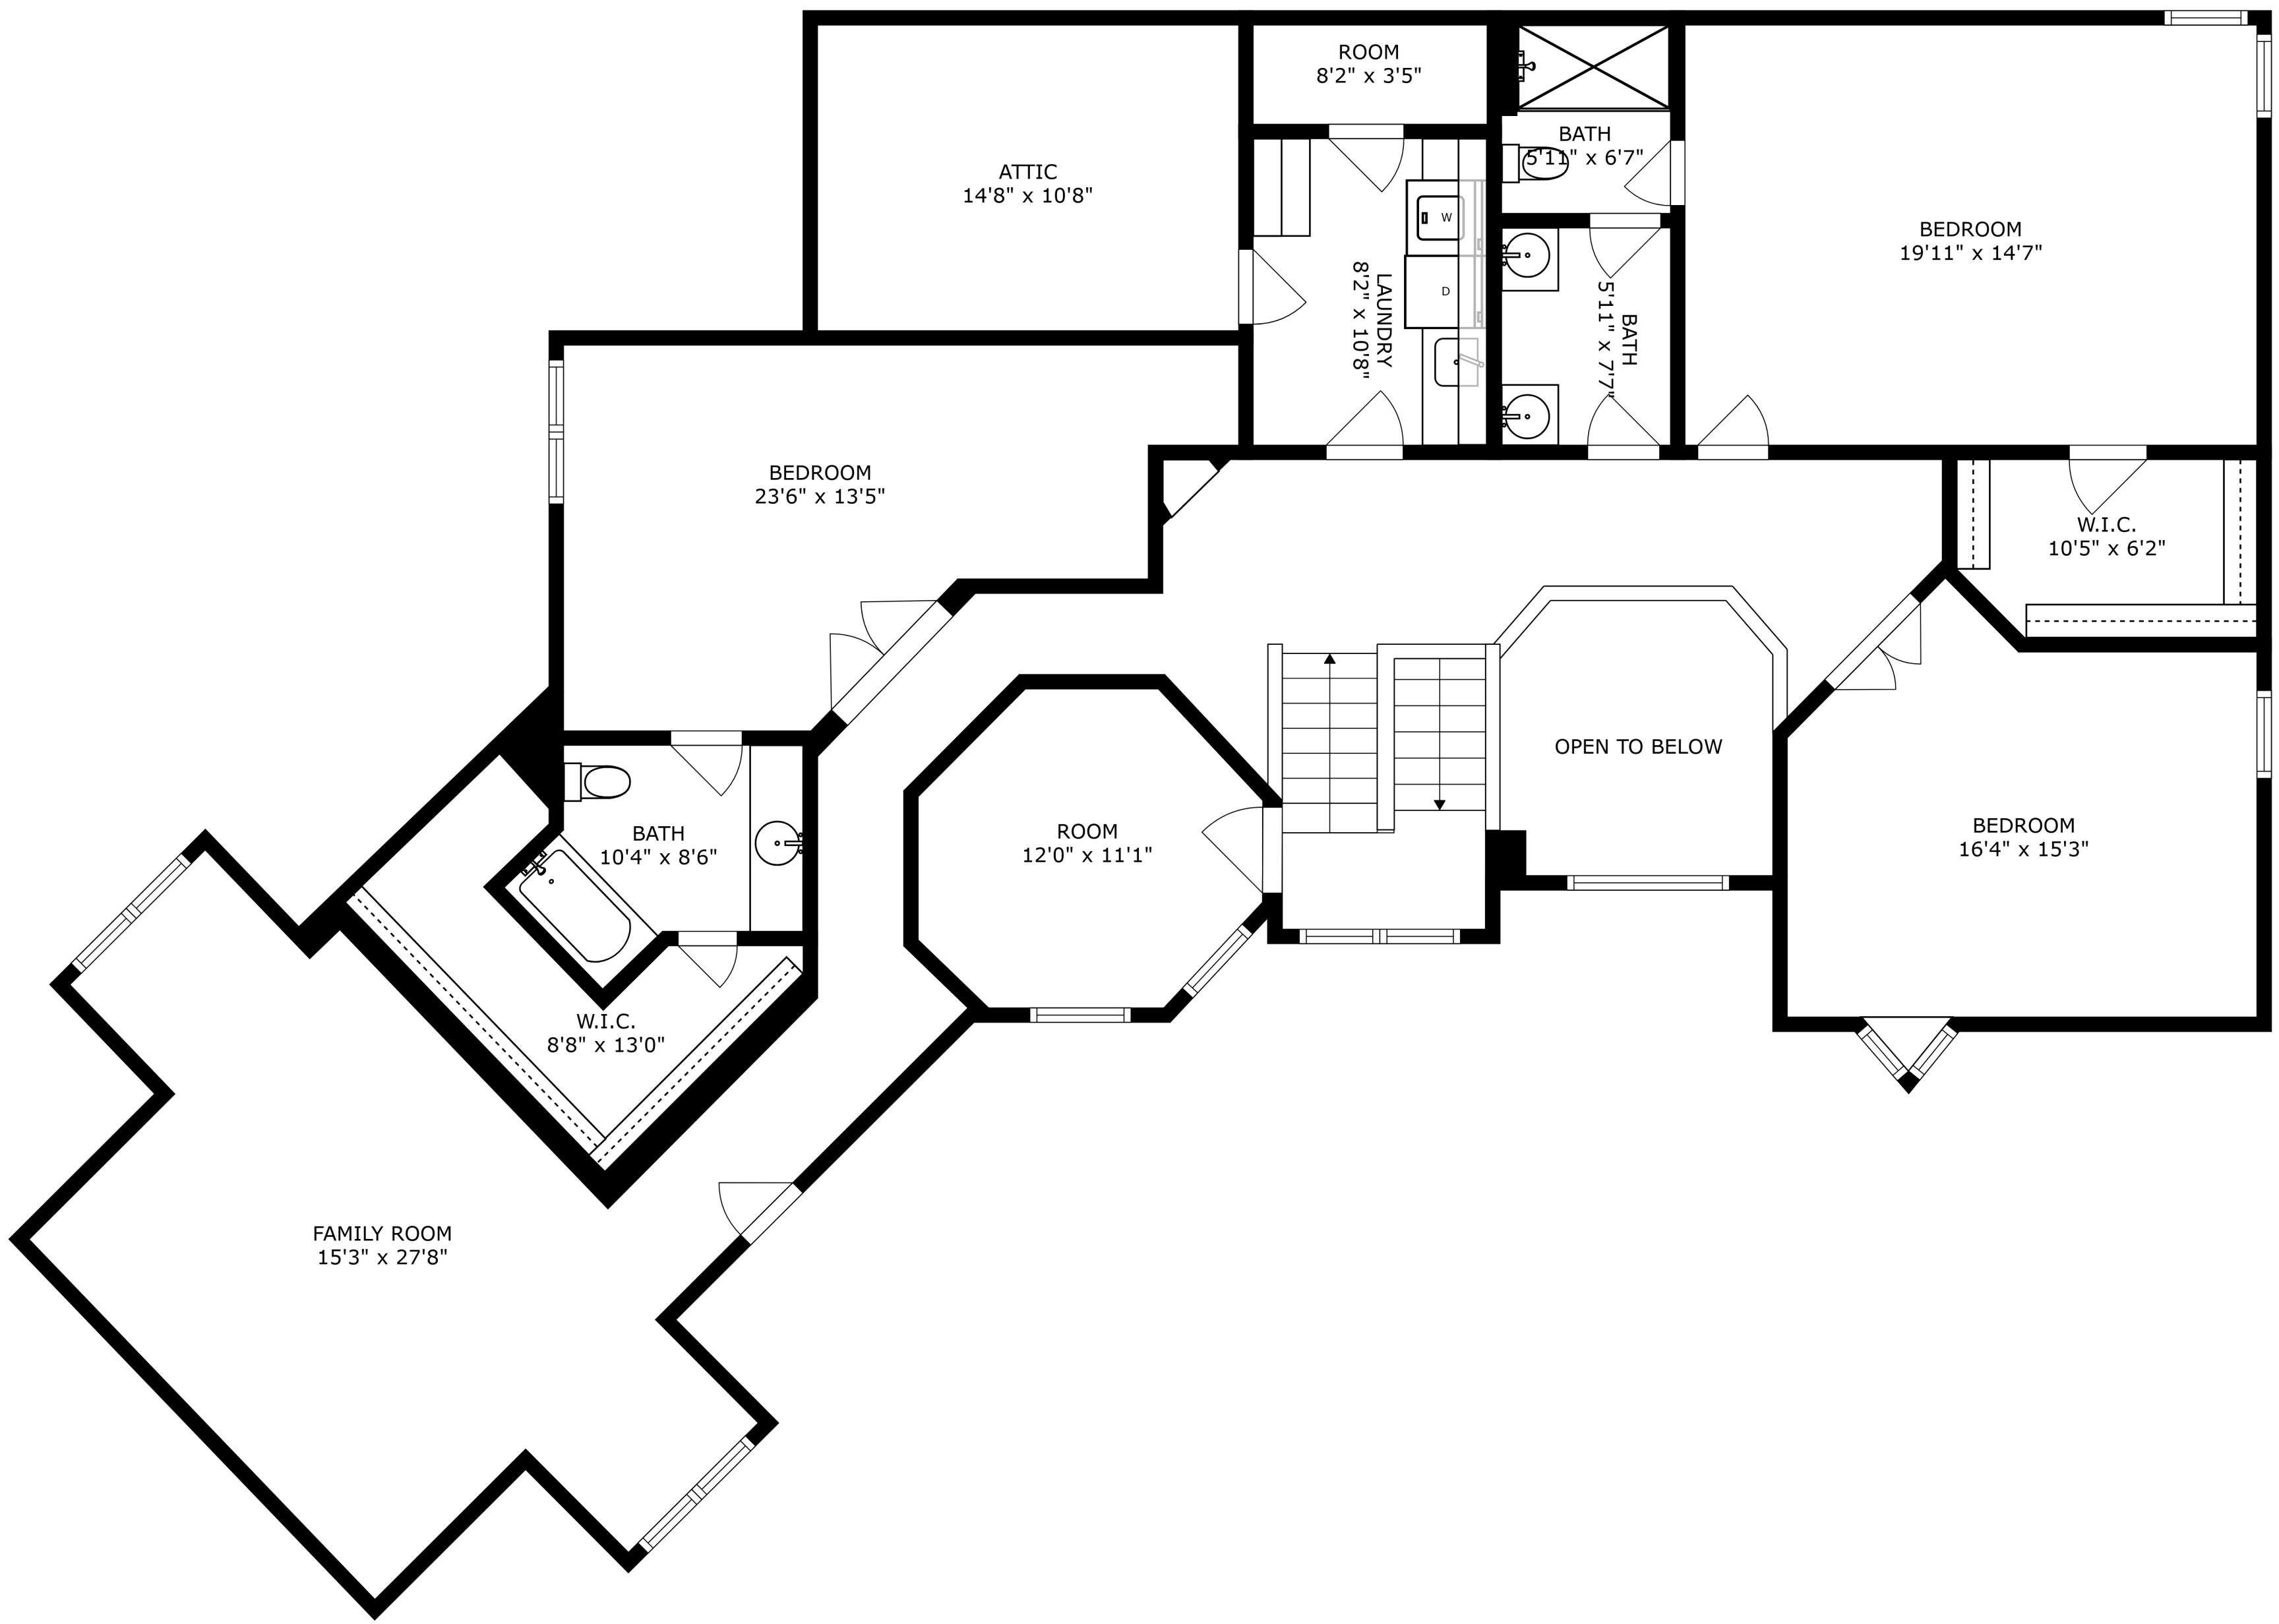 ROOM
8'2" x 3'5"
BATH
5'11" x 6'7"
ATTIC
14'8" x 10'8"
W
BEDROOM
19'11" x 14'7"
D
LAUNDRY
8'2" x 10'8"
BATH
5'11" x 7'7"
BEDROOM
23'6" x 13'5"
W.I.C.
10'5" x 6'2"
OPEN TO BELOW
BATH
10'4" x 8'6"
ROOM
12'0" x 11'1"
BEDROOM
16'4" x 15'3"
W.I.C.
8'8" x 13'0"
FAMILY ROOM
15'3" x 27'8"